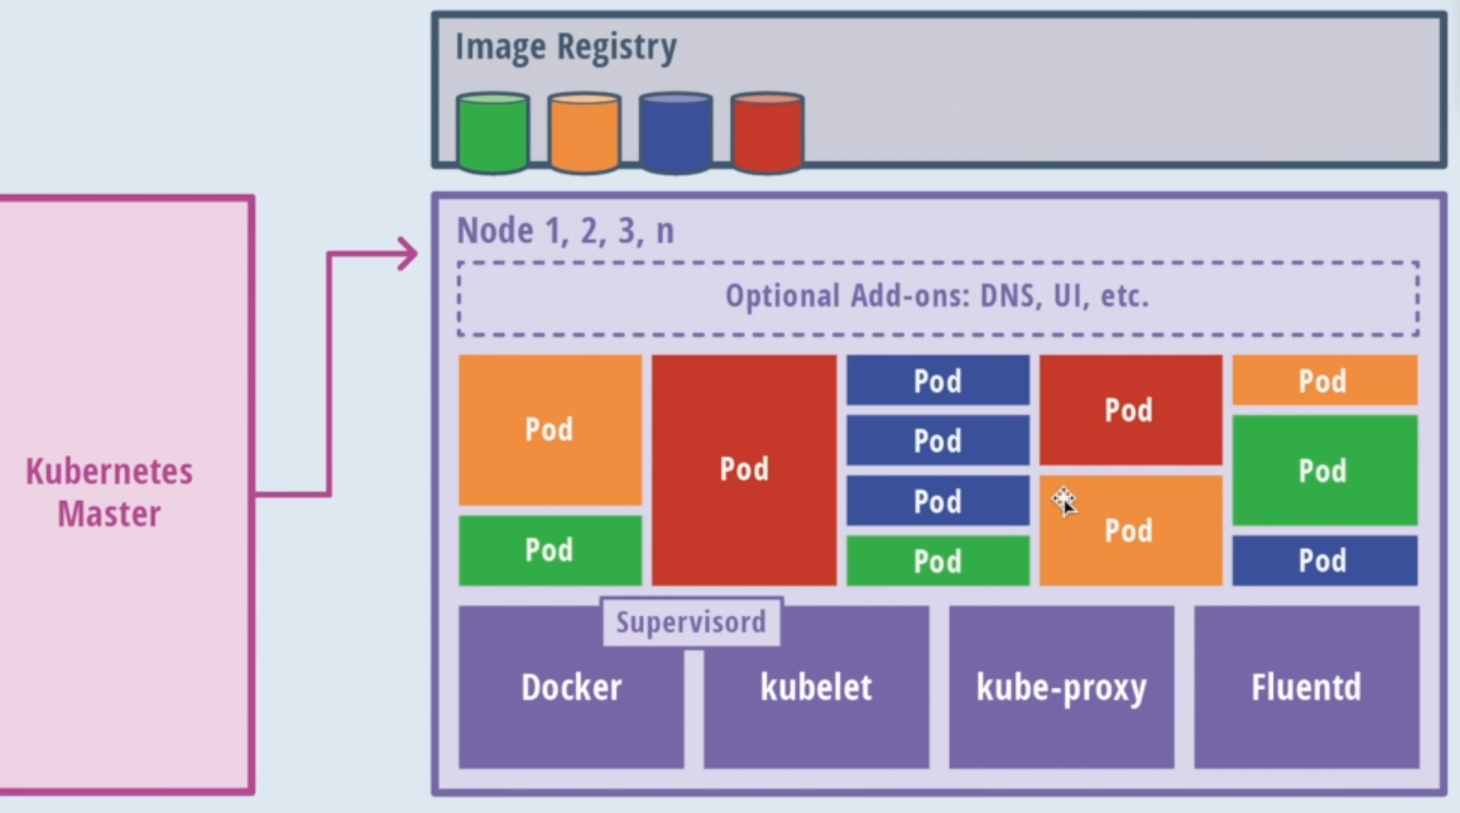 Image Registry
Node 1, 2, 3, n
Optional Add-ons: DNS, UI, etc.
Kubernetes
Master
Pod
Pod
Pod
Pod
Pod
Pod
Pod
Pod
Pod
Pod
Pod
Pod
Supervisord
Docker
kubelet
kube-proxy
Fluentd